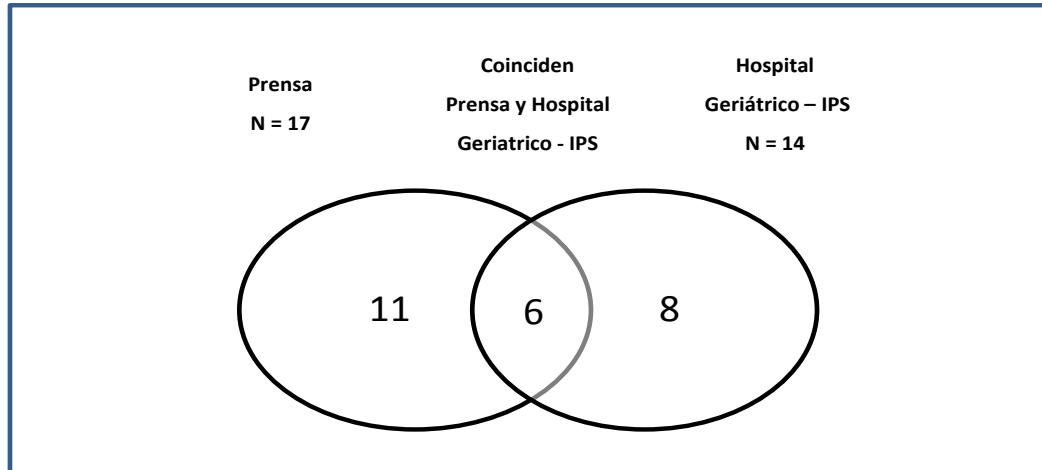 Prensa
N = 17
Coinciden
Prensa y Hospital
Geriatrico - IPS
Hospital
Geriátrico – IPS
N = 14
11
6
8